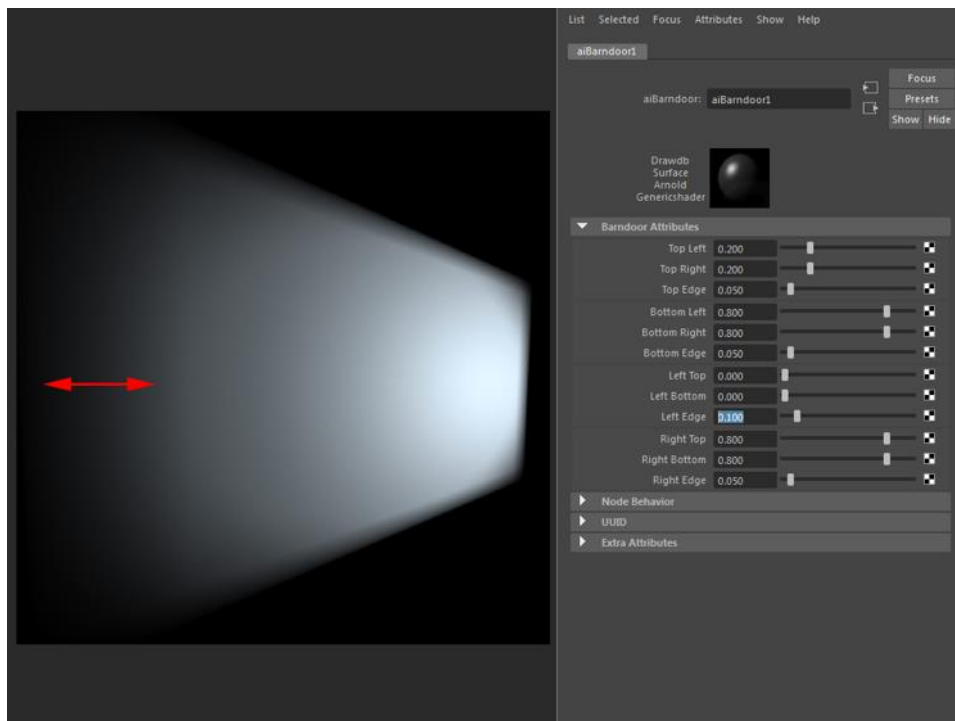 List Selected Focus Attributes Show Help
aiBarndoor1
Focus
aiBarndoor: aiBarndoor1
Presets
Show Hide
Drawdb
Surface
Arnold
Genericshader
Barndoor Attributes
Top Left 0.200
Top Right 0.200
Top Edge 0.050
Bottom Left 0.800
Bottom Right 0.800
Bottom Edge 0.050
Left Top 0.000
Left Bottom 0.000
Left Edge 0.100
Right Top 0.800
Right Bottom 0.800
Right Edge 0.050
Node Behavior
UUID
Extra Attributes